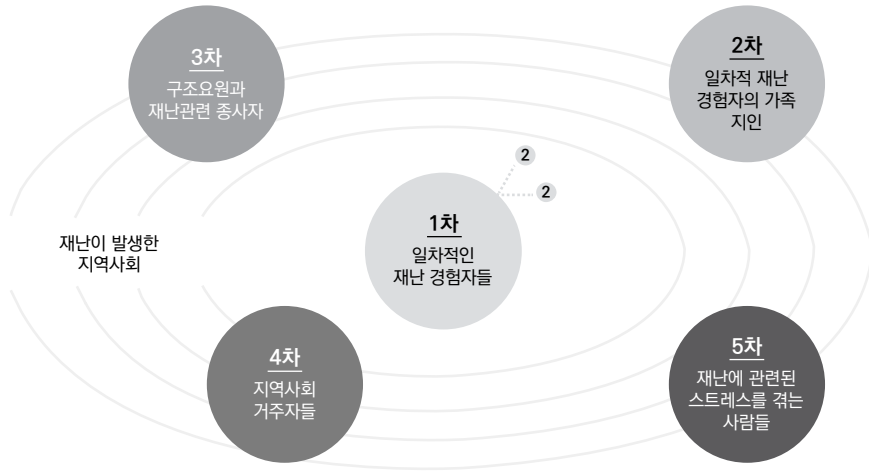 3차
구조요원과
재난관련 종사자
2차
일차적 재난
경험자의 가족
지인
2
2
1차
일차적인
재난 경험자들
재난이 발생한
지역사회
4차
지역사회
거주자들
5차
재난에 관련된
스트레스를 겪는
사람들